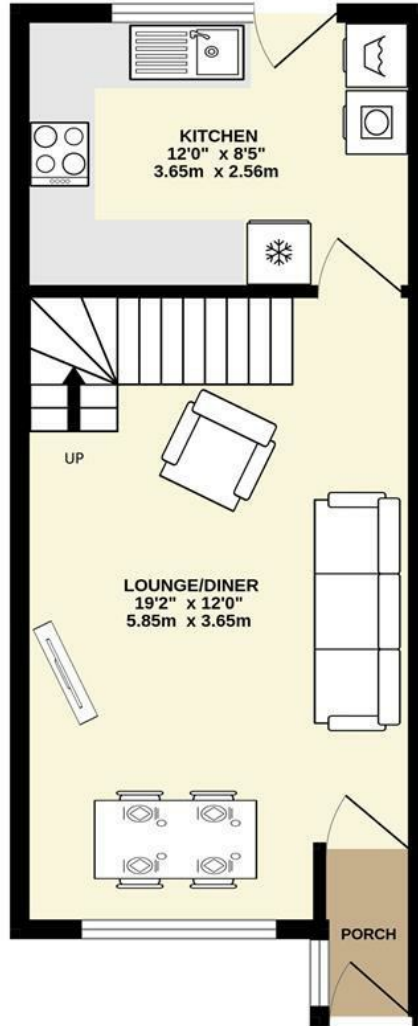 KITCHEN
12'0" x 8'5"
3.65m x 2.56m
UP
LOUNGE/DINER
19'2" x 12'0"
5.85m x 3.65m
PORCH